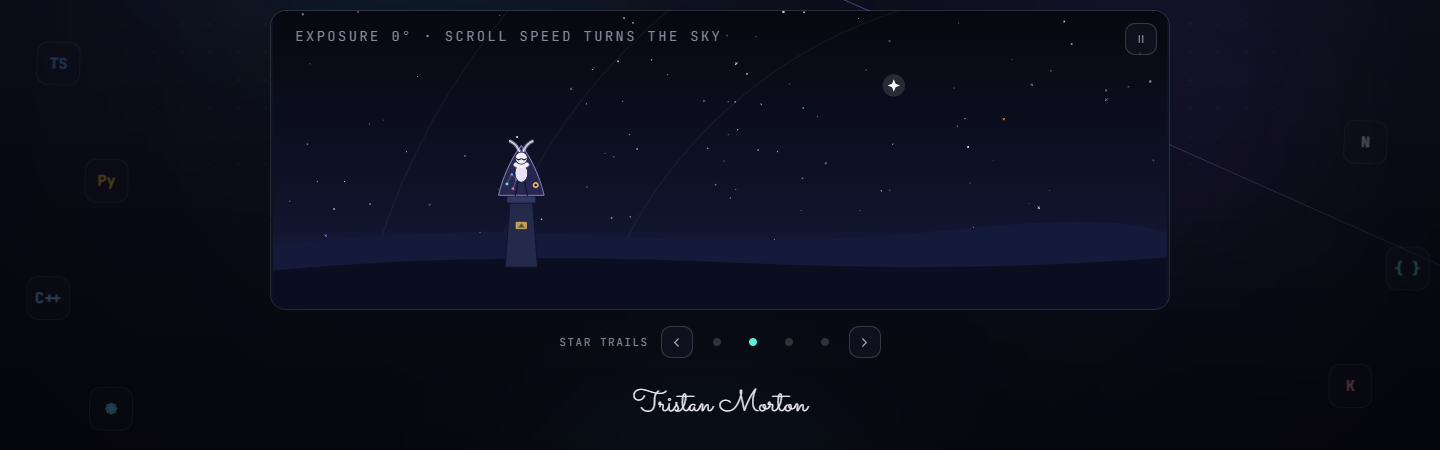 EXPOSURE 0° · SCROLL SPEED TURNS THE SKY
TS
N
Py
{ }
C++
STAR TRAILS
K
Tristan Morton